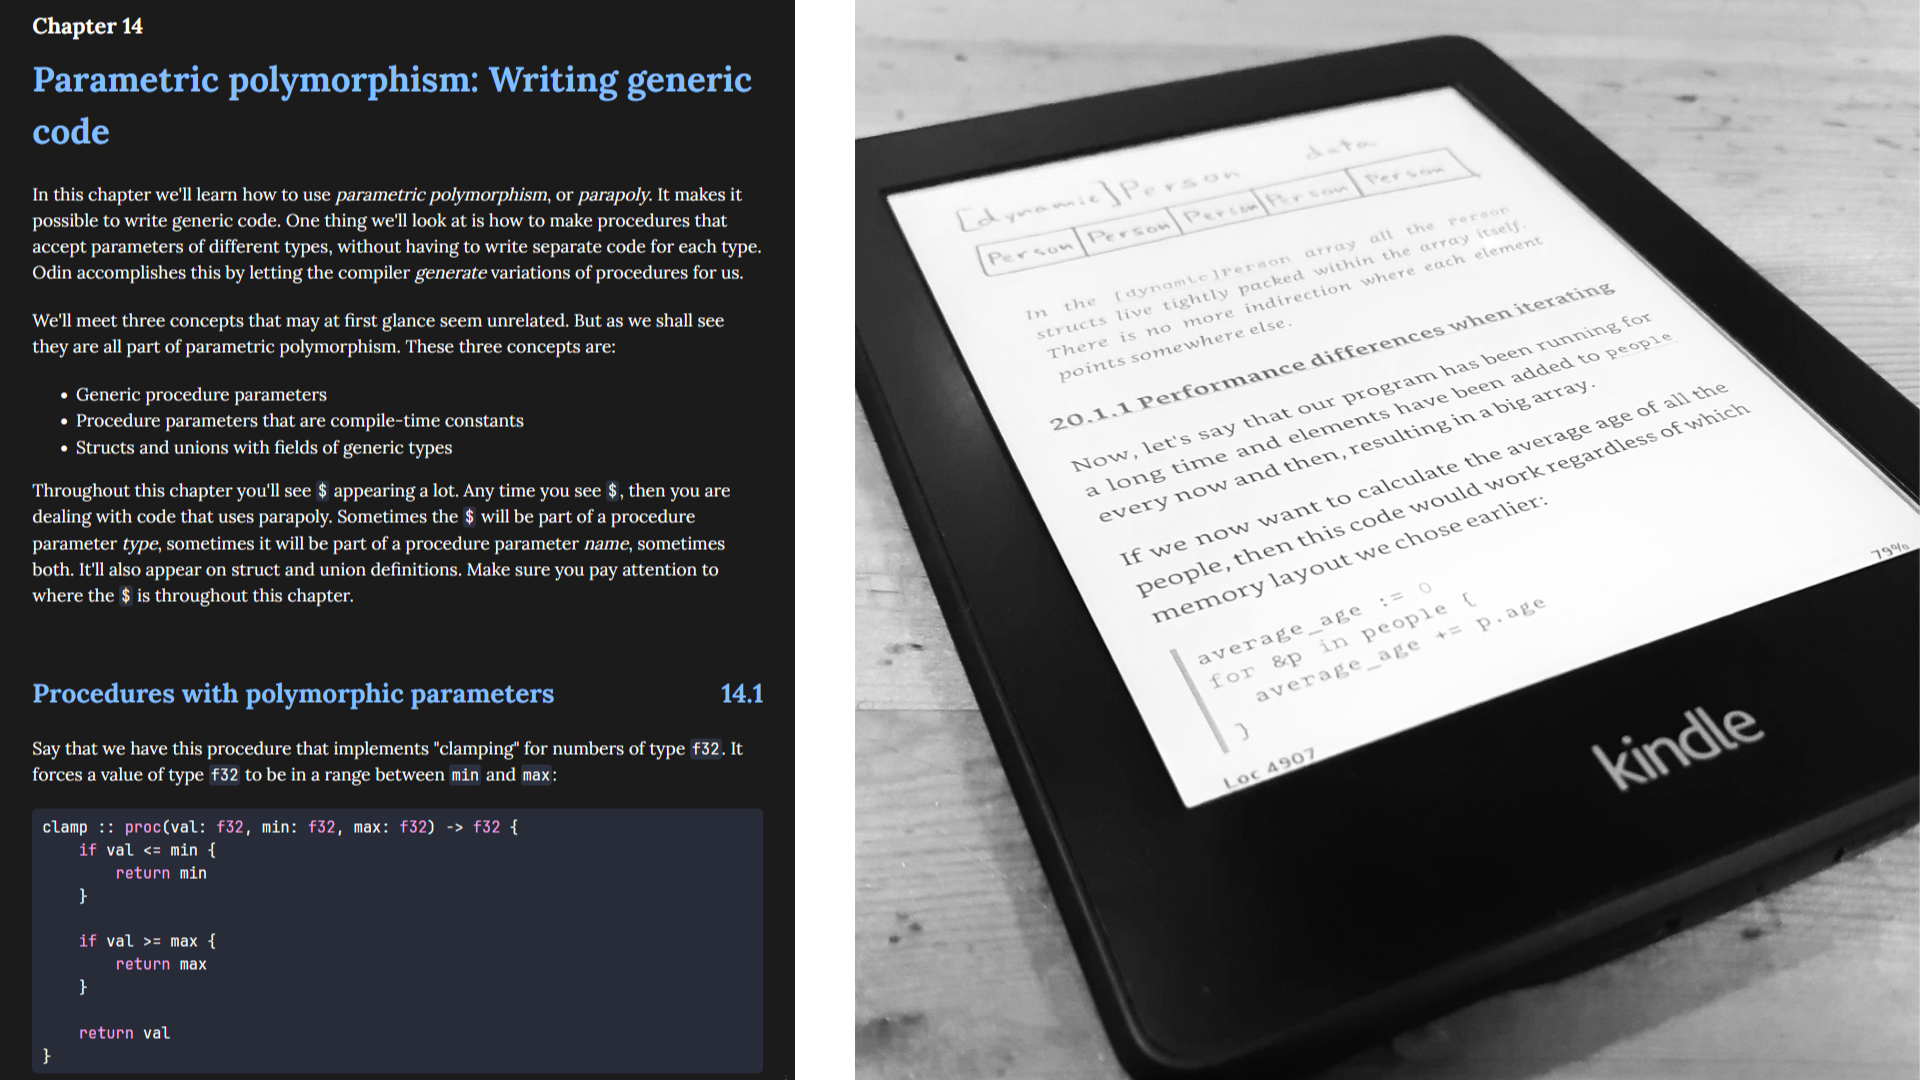 Chapter 14
Parametric polymorphism: Writing generic
code
In this chapter we'll learn how to use parametric polymorphism, or parapoly. It makes it
possible to write generic code. One thing we'll look at is how to make procedures that
accept parameters of different types, without having to write separate code for each type.
Odin accomplishes this by letting the compiler generate variations of procedures for us.
We'll meet three concepts that may at first glance seem unrelated. But as we shall see
they are all part of parametric polymorphism. These three concepts are:
• Generic procedure parameters
• Procedure parameters that are compile-time constants
• Structs and unions with fields of generic types
Throughout this chapter you'll see $ appearing a lot. Any time you see $, then you are
dealing with code that uses parapoly. Sometimes the $ will be part of a procedure
parameter type, sometimes it will be part of a procedure parameter name, sometimes
both. It'll also appear on struct and union definitions. Make sure you pay attention to
where the $ is throughout this chapter.
Procedures with polymorphic parameters 14.1
Say that we have this procedure that implements "clamping" for numbers of type f32. It
forces a value of type f32 to be in a range between min and max:
clamp :: proc(val: f32, min: f32, max: f32) -> f32 {
    if val <= min {
        return min
    }
    if val >= max {
        return max
    }
    return val
}
data
[dynamic]Person
Person Person Person Person Person
In the [dynamic]Person array all the Person
structs live tightly packed within the array itself.
There is no more indirection where each element
points somewhere else.
20.1.1 Performance differences when iterating
Now, let's say that our program has been running for
a long time and elements have been added to people
every now and then, resulting in a big array.
If we now want to calculate the average age of all the
people, then this code would work regardless of which
memory layout we chose earlier:
average_age := 0
for &p in people {
    average_age += p.age
}
Loc 4907 79%
kindle